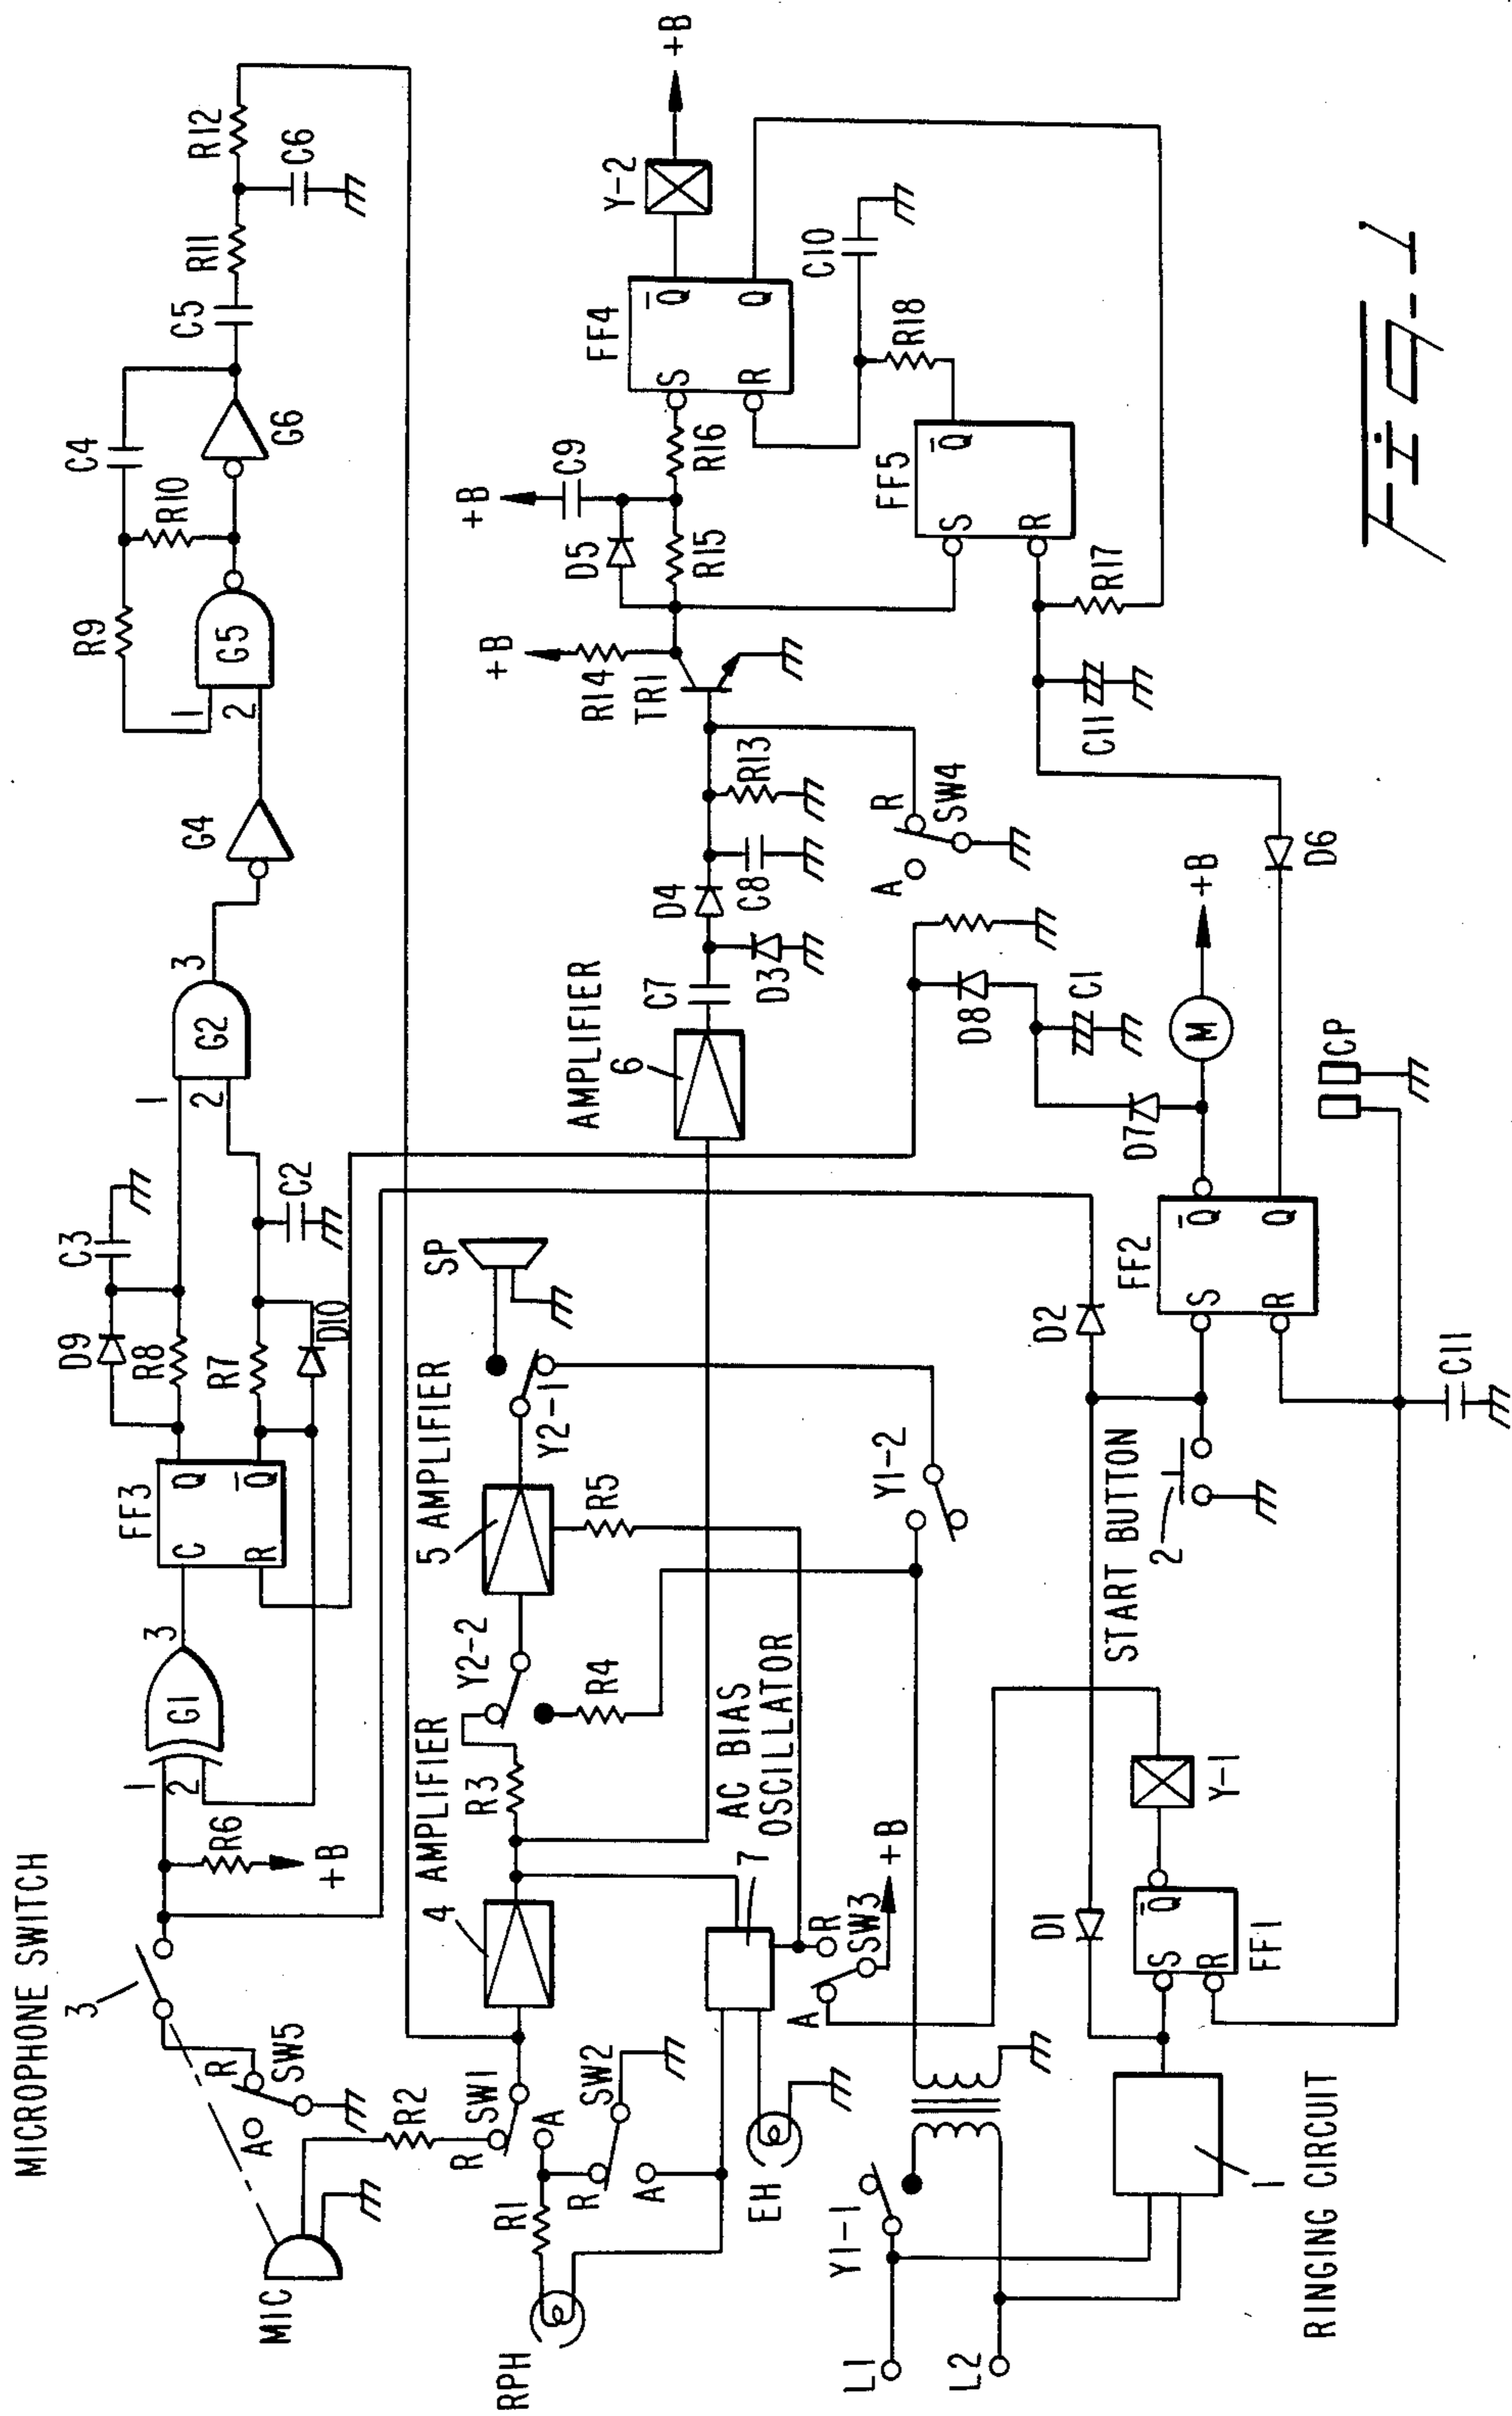 MICROPHONE SWITCH
3
MIC
R
A
SW5
R6
+B
1
2
G1
3
FF3
C
R
Q
Q̄
D9
R8
R7
D10
C3
C2
1
2
G2
3
G4
1
2
G5
R9
R10
C4
G6
C5
R11
C6
R12
RPH
R1
R2
R
SW1
A
R
SW2
A
EH
4
AMPLIFIER
R3
Y2-2
R4
5
AMPLIFIER
R5
Y2-1
SP
7
AC BIAS
OSCILLATOR
R
SW3
A
+B
AMPLIFIER
6
C7
D3
D4
C8
R13
A
R
SW4
TR1
R14
+B
D5
R15
C9
+B
R16
FF4
S
R
Q̄
Q
Y-2
+B
C10
R18
FF5
S
R
Q̄
R17
C11
D6
L1
L2
Y1-1
Y1-2
1
RINGING CIRCUIT
D1
FF1
S
R
Q̄
Y-1
START BUTTON
2
D2
FF2
S
R
Q̄
Q
C11
CP
D7
M
+B
D8
C1
Fig-1